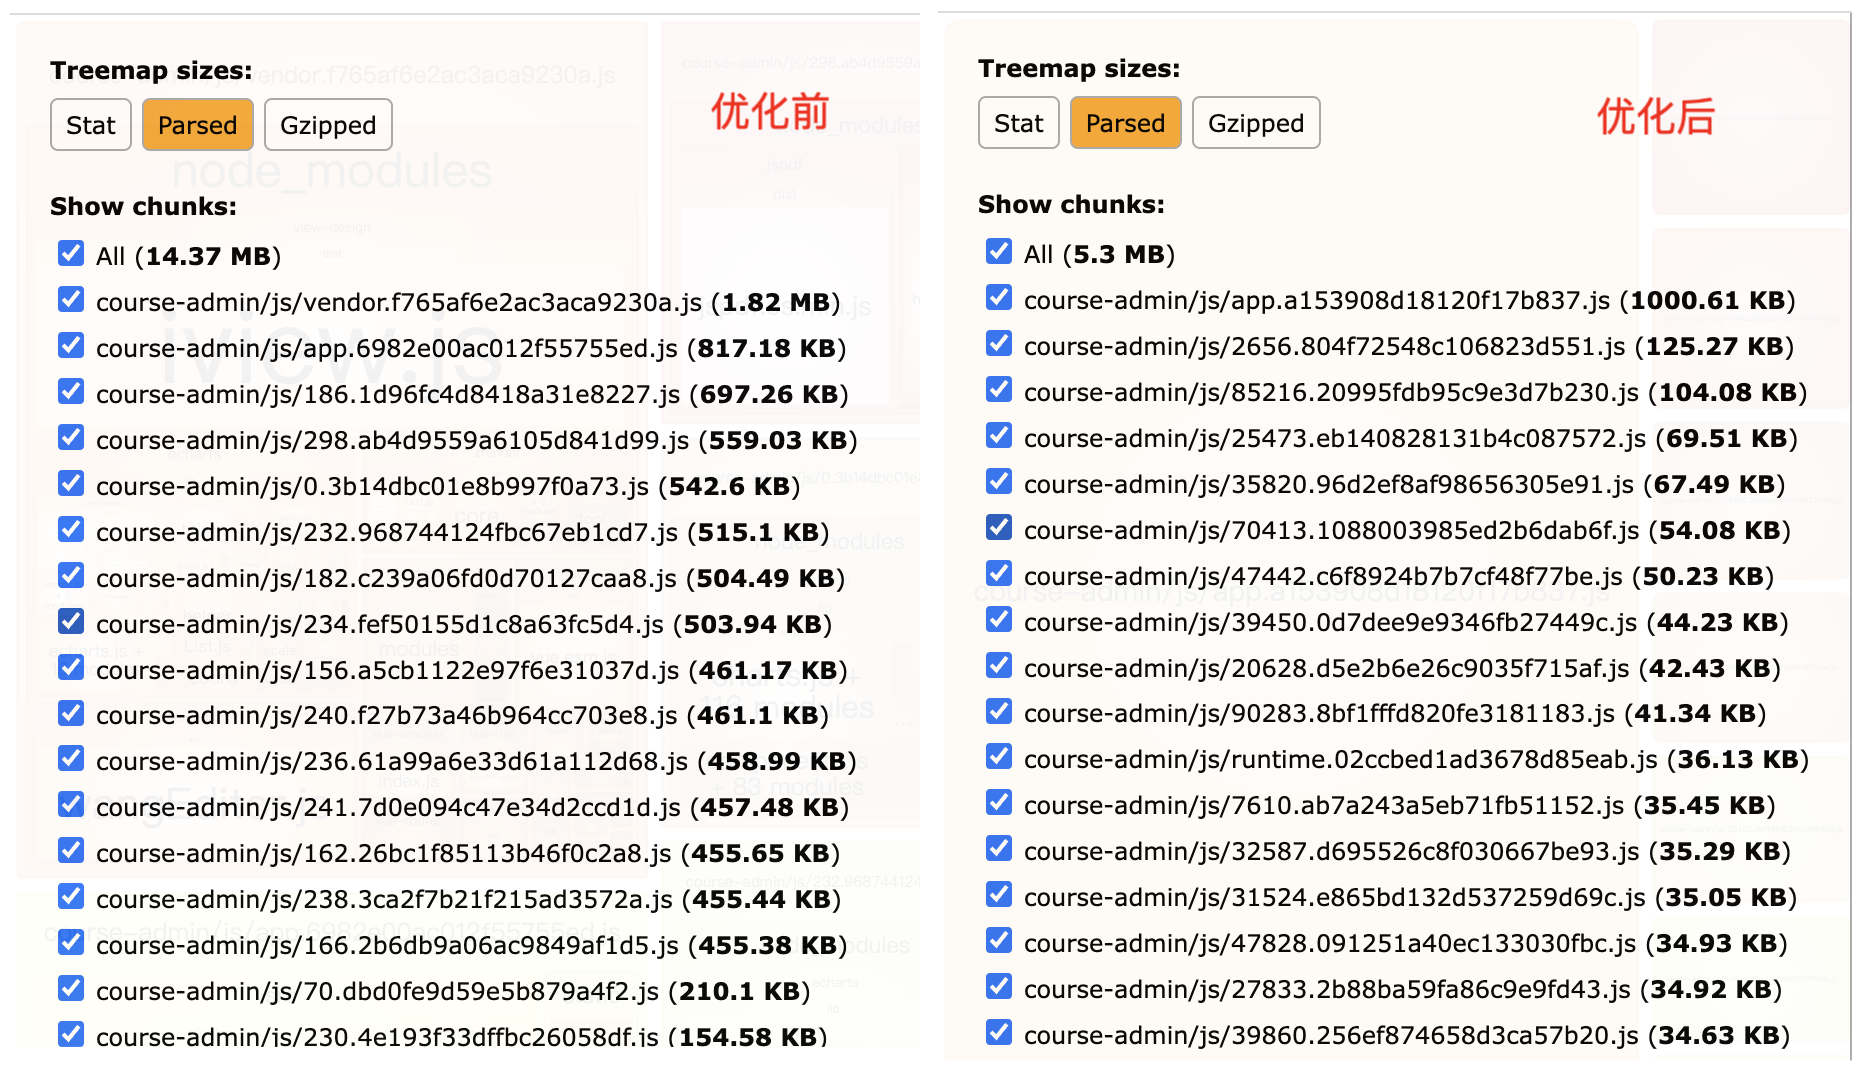 Treemap sizes:
Stat Parsed Gzipped
优化前
Show chunks:
All (14.37 MB)
course-admin/js/vendor.f765af6e2ac3aca9230a.js (1.82 MB)
course-admin/js/app.6982e00ac012f55755ed.js (817.18 KB)
course-admin/js/186.1d96fc4d8418a31e8227.js (697.26 KB)
course-admin/js/298.ab4d9559a6105d841d99.js (559.03 KB)
course-admin/js/0.3b14dbc01e8b997f0a73.js (542.6 KB)
course-admin/js/232.9687444124fbc67eb1cd7.js (515.1 KB)
course-admin/js/182.c239a06fd0d70127caa8.js (504.49 KB)
course-admin/js/234.fef50155d1c8a63fc5d4.js (503.94 KB)
course-admin/js/156.a5cb1122e97f6e31037d.js (461.17 KB)
course-admin/js/240.f27b73a46b964cc703e8.js (461.1 KB)
course-admin/js/236.61a99a6e33d61a112d68.js (458.99 KB)
course-admin/js/241.7d0e094c47e34d2ccd1d.js (457.48 KB)
course-admin/js/162.26bc1f85113b46f0c2a8.js (455.65 KB)
course-admin/js/238.3ca2f7b21f215ad3572a.js (455.44 KB)
course-admin/js/166.2b6db9a06ac9849af1d5.js (455.38 KB)
course-admin/js/70.dbd0fe9d59e5b879a4f2.js (210.1 KB)
course-admin/js/230.4e193f33dffbc26058df.js (154.58 KB)
Treemap sizes:
Stat Parsed Gzipped
优化后
Show chunks:
All (5.3 MB)
course-admin/js/app.a153908d18120f17b837.js (1000.61 KB)
course-admin/js/2656.804f72548c106823d551.js (125.27 KB)
course-admin/js/85216.20995fdb95c9e3d7b230.js (104.08 KB)
course-admin/js/25473.eb140828131b4c087572.js (69.51 KB)
course-admin/js/35820.96d2ef8af98656305e91.js (67.49 KB)
course-admin/js/70413.1088003985ed2b6dab6f.js (54.08 KB)
course-admin/js/47442.c6f8924b7b7cf48f77be.js (50.23 KB)
course-admin/js/39450.0d7dee9e9346fb27449c.js (44.23 KB)
course-admin/js/20628.d5e2b6e26c9035f715af.js (42.43 KB)
course-admin/js/90283.8bf1fffd820fe3181183.js (41.34 KB)
course-admin/js/runtime.02ccbed1ad3678d85eab.js (36.13 KB)
course-admin/js/7610.ab7a243a5eb71fb51152.js (35.45 KB)
course-admin/js/32587.d695526c8f030667be93.js (35.29 KB)
course-admin/js/31524.e865bd132d537259d69c.js (35.05 KB)
course-admin/js/47828.091251a40ec133030fbc.js (34.93 KB)
course-admin/js/27833.2b88ba59fa86c9e9fd43.js (34.92 KB)
course-admin/js/39860.256ef874658d3ca57b20.js (34.63 KB)